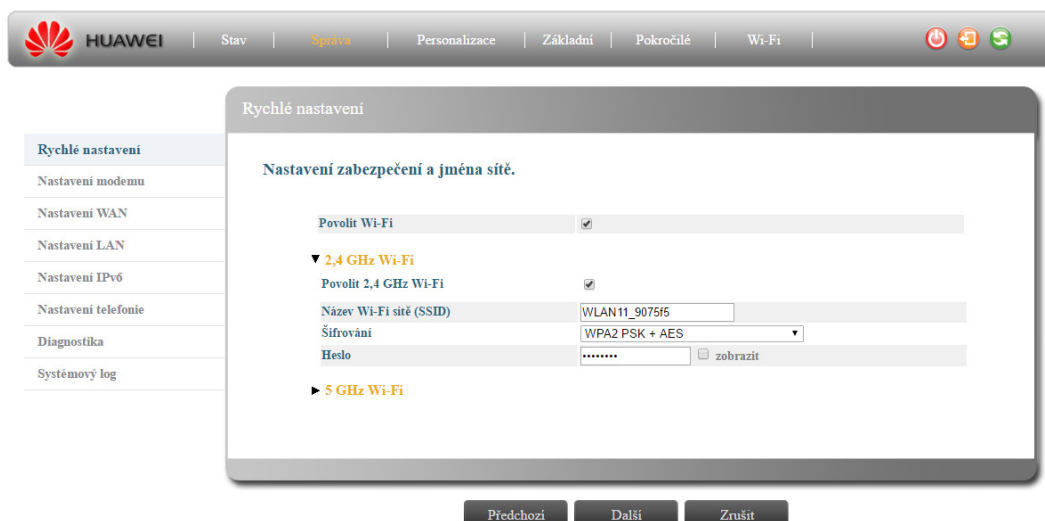 HUAWEI | Stav | Správa | Personalizace | Základní | Pokročilé | Wi-Fi |
Rychlé nastavení
Rychlé nastavení
Nastavení modemu
Nastavení WAN
Nastavení LAN
Nastavení IPv6
Nastavení telefonie
Diagnostika
Systémový log
Nastavení zabezpečení a jména sítě.
Povolit Wi-Fi
2,4 GHz Wi-Fi
Povolit 2,4 GHz Wi-Fi
Název Wi-Fi sítě (SSID) WLAN11_9075f5
Šifrování WPA2 PSK + AES
Heslo •••••••• zobrazit
5 GHz Wi-Fi
Předchozí Další Zrušit